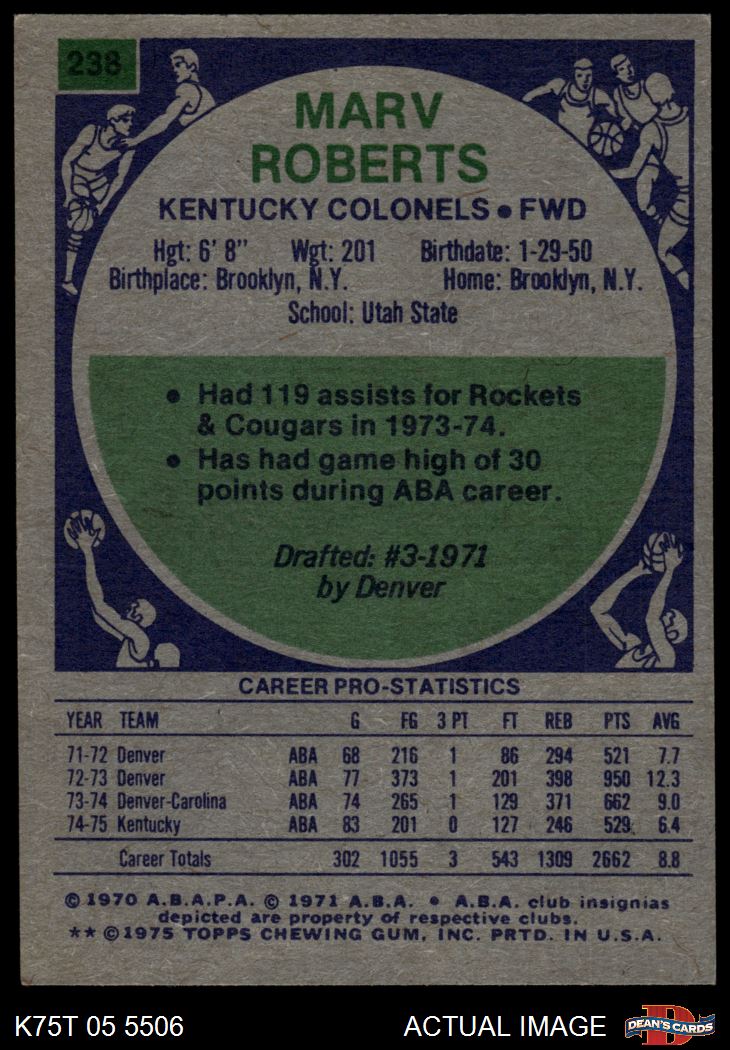 238
MARV
ROBERTS
KENTUCKY COLONELS • FWD
Hgt: 6' 8" Wgt: 201 Birthdate: 1-29-50
Birthplace: Brooklyn, N.Y. Home: Brooklyn, N.Y.
School: Utah State
• Had 119 assists for Rockets
& Cougars in 1973-74.
• Has had game high of 30
points during ABA career.
Drafted: #3-1971
by Denver
CAREER PRO-STATISTICS
YEAR TEAM G FG 3 PT FT REB PTS AVG
71-72 Denver ABA 68 216 1 86 294 521 7.7
72-73 Denver ABA 77 373 1 201 398 950 12.3
73-74 Denver-Carolina ABA 74 265 1 129 371 662 9.0
74-75 Kentucky ABA 83 201 0 127 246 529 6.4
Career Totals 302 1055 3 543 1309 2662 8.8
© 1970 A.B.A.P.A. © 1971 A.B.A. • A.B.A. club insignias
depicted are property of respective clubs.
** © 1975 TOPPS CHEWING GUM, INC. PRTD. IN U.S.A.
K75T 05 5506 ACTUAL IMAGE
D
DEAN'S CARDS